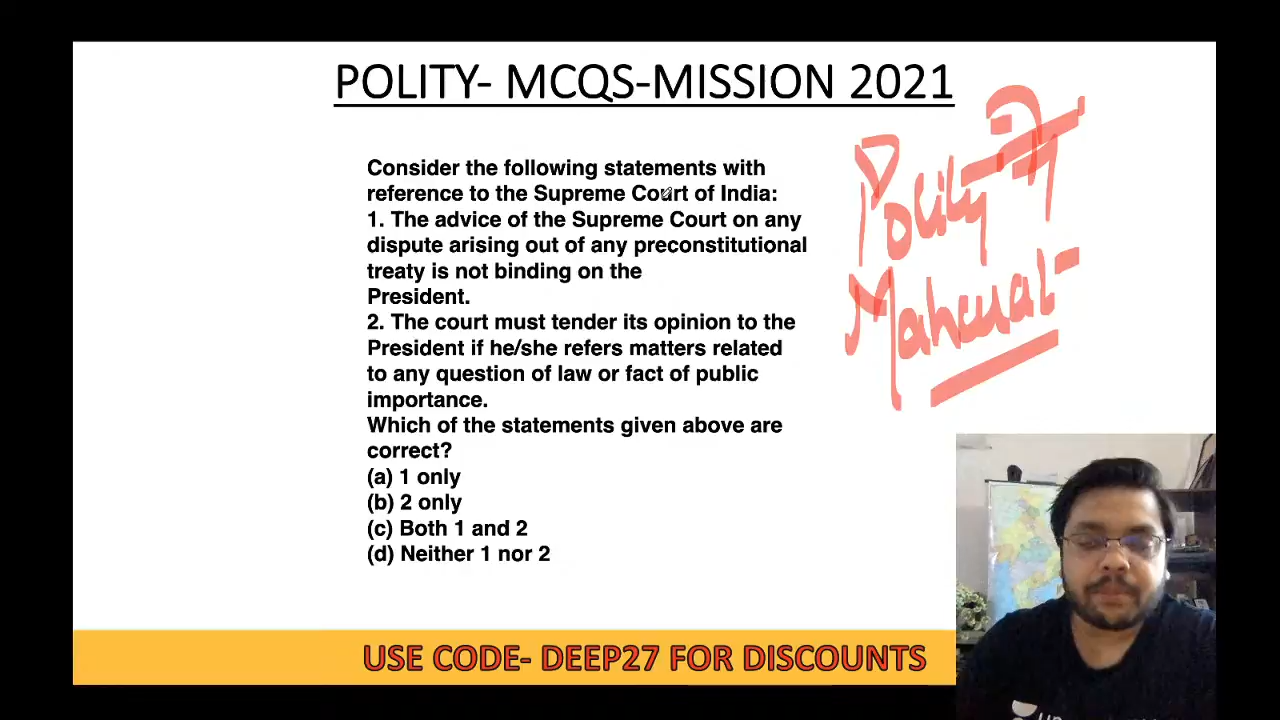 POLITY- MCQS-MISSION 2021
Consider the following statements with
reference to the Supreme Court of India:
1. The advice of the Supreme Court on any
dispute arising out of any preconstitutional
treaty is not binding on the
President.
2. The court must tender its opinion to the
President if he/she refers matters related
to any question of law or fact of public
importance.
Which of the statements given above are
correct?
(a) 1 only
(b) 2 only
(c) Both 1 and 2
(d) Neither 1 nor 2
Polity
USE CODE- DEEP27 FOR DISCOUNTS